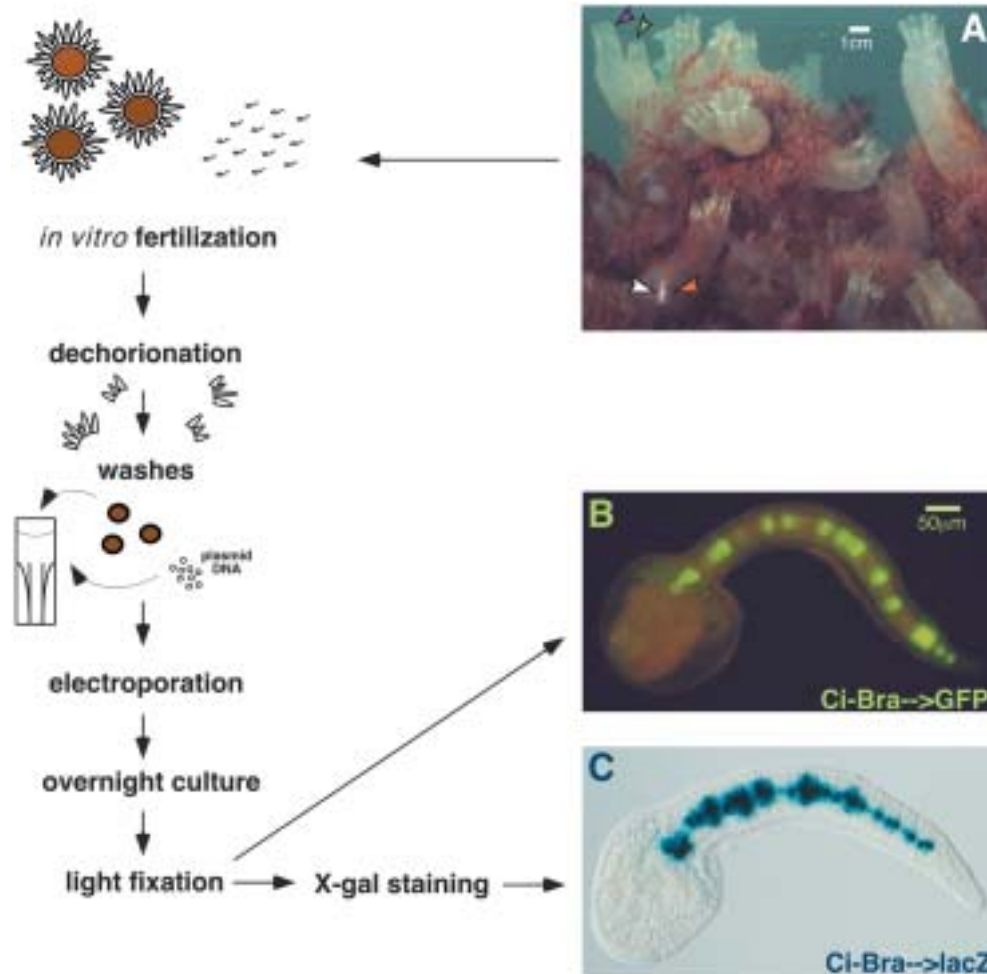 A
1cm
in vitro fertilization
dechorionation
washes
plasmid
DNA
electroporation
overnight culture
light fixation
X-gal staining
B
50µm
Ci-Bra-->GFP
C
Ci-Bra-->lacZ